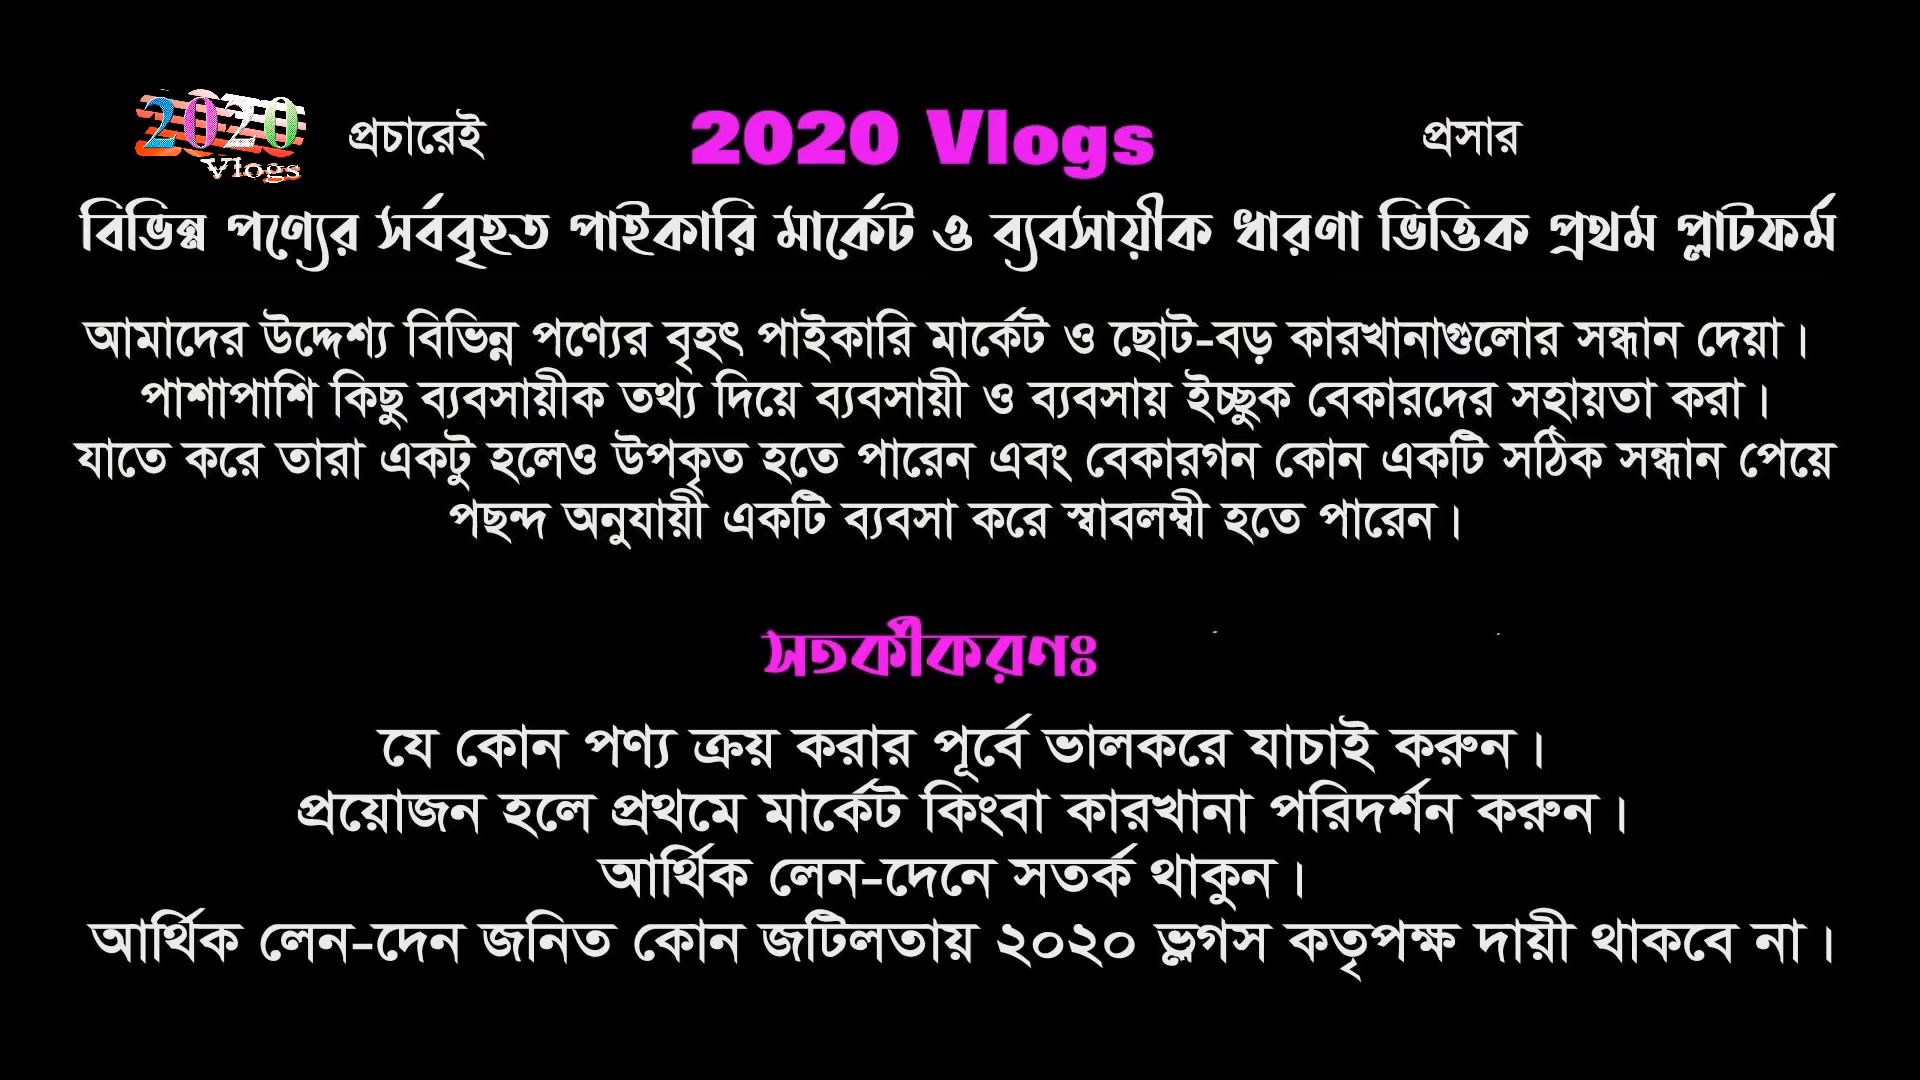 2020 Vlogs
প্রচারেই 2020 Vlogs প্রসার
বিভিন্ন পণ্যের সর্ববৃহত পাইকারি মার্কেট ও ব্যবসায়ীক ধারণা ভিত্তিক প্রথম প্লাটফর্ম
আমাদের উদ্দেশ্য বিভিন্ন পণ্যের বৃহৎ পাইকারি মার্কেট ও ছোট-বড় কারখানাগুলোর সন্ধান দেয়া।
পাশাপাশি কিছু ব্যবসায়ীক তথ্য দিয়ে ব্যবসায়ী ও ব্যবসায় ইচ্ছুক বেকারদের সহায়তা করা।
যাতে করে তারা একটু হলেও উপকৃত হতে পারেন এবং বেকারগন কোন একটি সঠিক সন্ধান পেয়ে
পছন্দ অনুযায়ী একটি ব্যবসা করে স্বাবলম্বী হতে পারেন।
সতর্কীকরণঃ
যে কোন পণ্য ক্রয় করার পূর্বে ভালকরে যাচাই করুন।
প্রয়োজন হলে প্রথমে মার্কেট কিংবা কারখানা পরিদর্শন করুন।
আর্থিক লেন-দেনে সতর্ক থাকুন।
আর্থিক লেন-দেন জনিত কোন জটিলতায় ২০২০ ভ্লগস কতৃপক্ষ দায়ী থাকবে না।